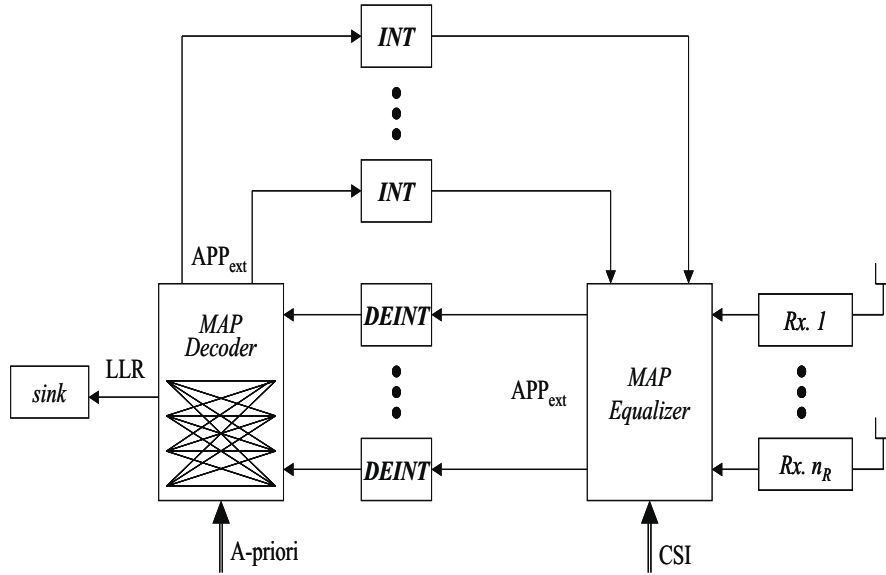 INT
INT
APPext
MAP
Decoder
DEINT
MAP
Equalizer
Rx. 1
LLR
sink
APPext
DEINT
Rx. nR
A-priori
CSI